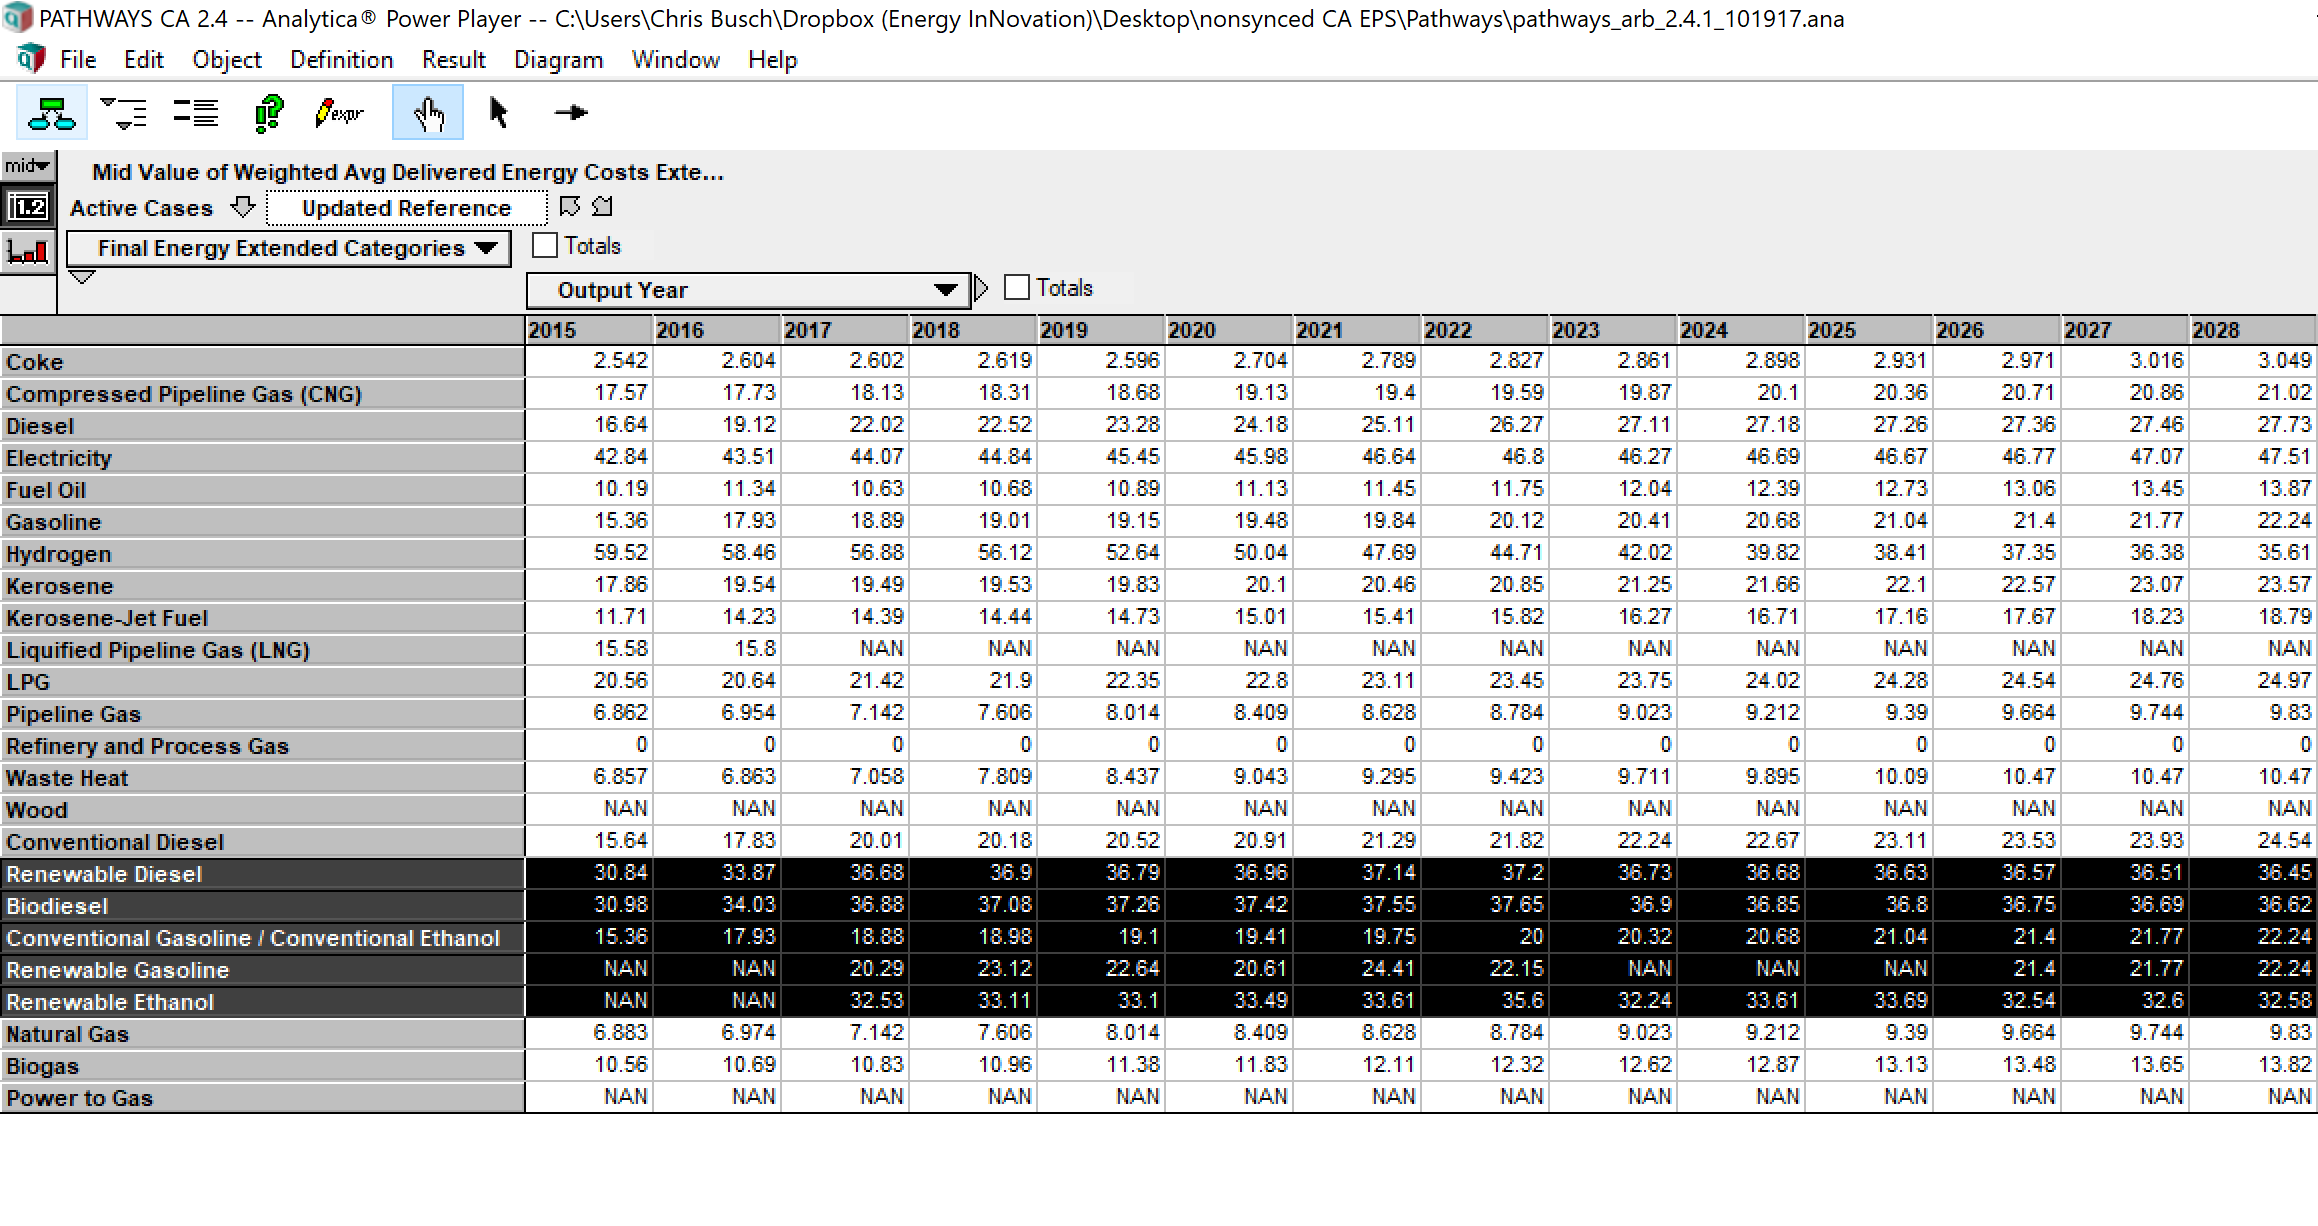 PATHWAYS CA 2.4 -- Analytica® Power Player -- C:\Users\Chris Busch\Dropbox (Energy InNovation)\Desktop\nonsynced CA EPS\Pathways\pathways_arb_2.4.1_101917.ana
File Edit Object Definition Result Diagram Window Help
expr
mid Mid Value of Weighted Avg Delivered Energy Costs Exte...
1.2 Active Cases Updated Reference
Final Energy Extended Categories Totals
Output Year Totals
2015 2016 2017 2018 2019 2020 2021 2022 2023 2024 2025 2026 2027 2028
Coke 2.542 2.604 2.602 2.619 2.596 2.704 2.789 2.827 2.861 2.898 2.931 2.971 3.016 3.049
Compressed Pipeline Gas (CNG) 17.57 17.73 18.13 18.31 18.68 19.13 19.4 19.59 19.87 20.1 20.36 20.71 20.86 21.02
Diesel 16.64 19.12 22.02 22.52 23.28 24.18 25.11 26.27 27.11 27.18 27.26 27.36 27.46 27.73
Electricity 42.84 43.51 44.07 44.84 45.45 45.98 46.64 46.8 46.27 46.69 46.67 46.77 47.07 47.51
Fuel Oil 10.19 11.34 10.63 10.68 10.89 11.13 11.45 11.75 12.04 12.39 12.73 13.06 13.45 13.87
Gasoline 15.36 17.93 18.89 19.01 19.15 19.48 19.84 20.12 20.41 20.68 21.04 21.4 21.77 22.24
Hydrogen 59.52 58.46 56.88 56.12 52.64 50.04 47.69 44.71 42.02 39.82 38.41 37.35 36.38 35.61
Kerosene 17.86 19.54 19.49 19.53 19.83 20.1 20.46 20.85 21.25 21.66 22.1 22.57 23.07 23.57
Kerosene-Jet Fuel 11.71 14.23 14.39 14.44 14.73 15.01 15.41 15.82 16.27 16.71 17.16 17.67 18.23 18.79
Liquified Pipeline Gas (LNG) 15.58 15.8 NAN NAN NAN NAN NAN NAN NAN NAN NAN NAN NAN NAN
LPG 20.56 20.64 21.42 21.9 22.35 22.8 23.11 23.45 23.75 24.02 24.28 24.54 24.76 24.97
Pipeline Gas 6.862 6.954 7.142 7.606 8.014 8.409 8.628 8.784 9.023 9.212 9.39 9.664 9.744 9.83
Refinery and Process Gas 0 0 0 0 0 0 0 0 0 0 0 0 0 0
Waste Heat 6.857 6.863 7.058 7.809 8.437 9.043 9.295 9.423 9.711 9.895 10.09 10.47 10.47 10.47
Wood NAN NAN NAN NAN NAN NAN NAN NAN NAN NAN NAN NAN NAN NAN
Conventional Diesel 15.64 17.83 20.01 20.18 20.52 20.91 21.29 21.82 22.24 22.67 23.11 23.53 23.93 24.54
Renewable Diesel 30.84 33.87 36.68 36.9 36.79 36.96 37.14 37.2 36.73 36.68 36.63 36.57 36.51 36.45
Biodiesel 30.98 34.03 36.88 37.08 37.26 37.42 37.55 37.65 36.9 36.85 36.8 36.75 36.69 36.62
Conventional Gasoline / Conventional Ethanol 15.36 17.93 18.88 18.98 19.1 19.41 19.75 20 20.32 20.68 21.04 21.4 21.77 22.24
Renewable Gasoline NAN NAN 20.29 23.12 22.64 20.61 24.41 22.15 NAN NAN NAN 21.4 21.77 22.24
Renewable Ethanol NAN NAN 32.53 33.11 33.1 33.49 33.61 35.6 32.24 33.61 33.69 32.54 32.6 32.58
Natural Gas 6.883 6.974 7.142 7.606 8.014 8.409 8.628 8.784 9.023 9.212 9.39 9.664 9.744 9.83
Biogas 10.56 10.69 10.83 10.96 11.38 11.83 12.11 12.32 12.62 12.87 13.13 13.48 13.65 13.82
Power to Gas NAN NAN NAN NAN NAN NAN NAN NAN NAN NAN NAN NAN NAN NAN